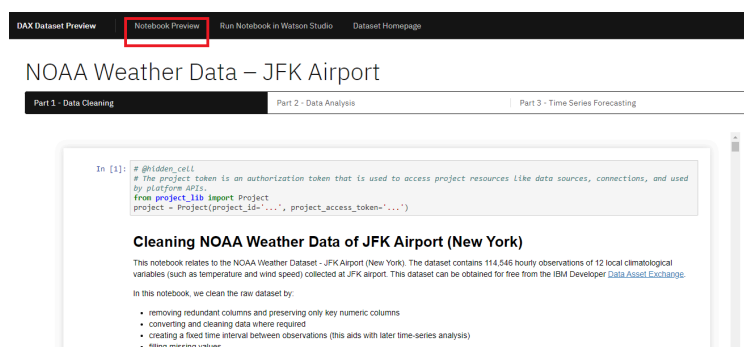 DAX Dataset Preview
Notebook Preview
Run Notebook in Watson Studio
Dataset Homepage
NOAA Weather Data – JFK Airport
Part 1 - Data Cleaning
Part 2 - Data Analysis
Part 3 - Time Series Forecasting
In [1]:
# @hidden_cell
# The project token is an authorization token that is used to access project resources like data sources, connections, and used
by platform APIs.
from project_lib import Project
project = Project(project_id='...', project_access_token='...')
Cleaning NOAA Weather Data of JFK Airport (New York)
This notebook relates to the NOAA Weather Dataset - JFK Airport (New York). The dataset contains 114,546 hourly observations of 12 local climatological
variables (such as temperature and wind speed) collected at JFK airport. This dataset can be obtained for free from the IBM Developer Data Asset Exchange.
In this notebook, we clean the raw dataset by:
• removing redundant columns and preserving only key numeric columns
• converting and cleaning data where required
• creating a fixed time interval between observations (this aids with later time-series analysis)
• filling missing values